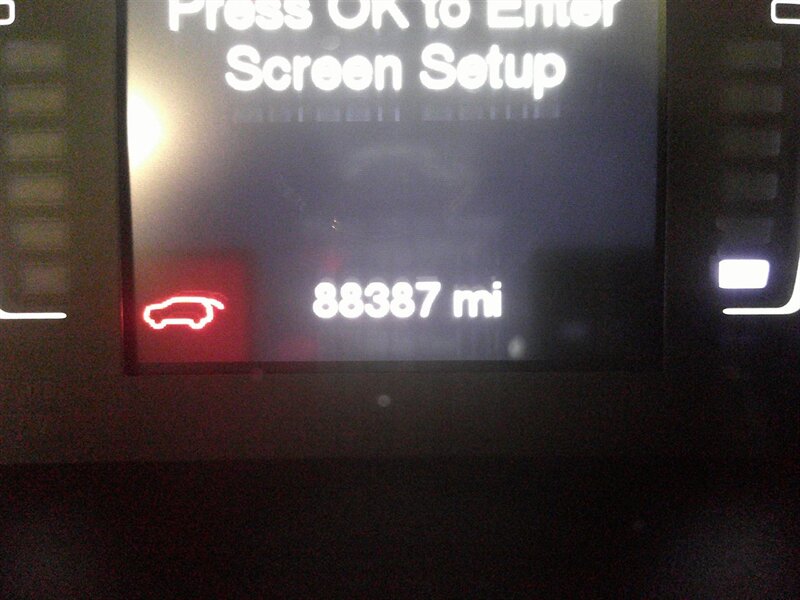 Press OK to Enter
Screen Setup
88387 mi